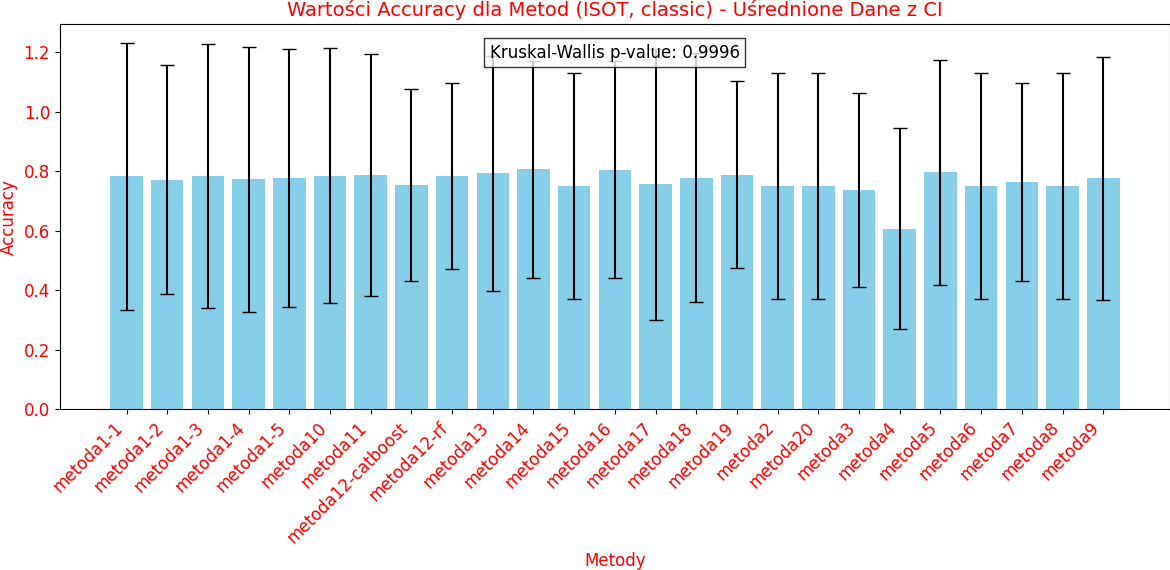 Wartości Accuracy dla Metod (ISOT, classic) - Uśrednione Dane z CI
Kruskal-Wallis p-value: 0.9996
Accuracy
1.2
1.0
0.8
0.6
0.4
0.2
0.0
metoda1-1
metoda1-2
metoda1-3
metoda1-4
metoda1-5
metoda10
metoda11
metoda12-catboost
metoda12-rf
metoda13
metoda14
metoda15
metoda16
metoda17
metoda18
metoda19
metoda2
metoda20
metoda3
metoda4
metoda5
metoda6
metoda7
metoda8
metoda9
Metody